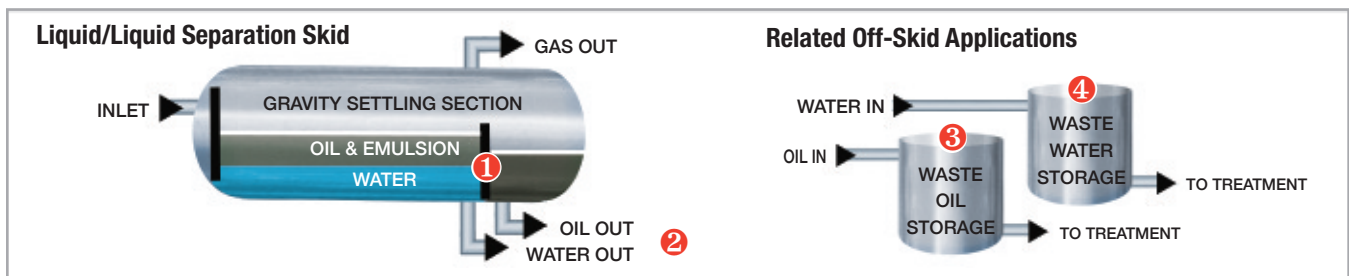 Liquid/Liquid Separation Skid
GAS OUT
INLET
GRAVITY SETTLING SECTION
OIL & EMULSION
1
WATER
OIL OUT
2
WATER OUT
Related Off-Skid Applications
4
WATER IN
WASTE
WATER
STORAGE
TO TREATMENT
3
OIL IN
WASTE
OIL
STORAGE
TO TREATMENT